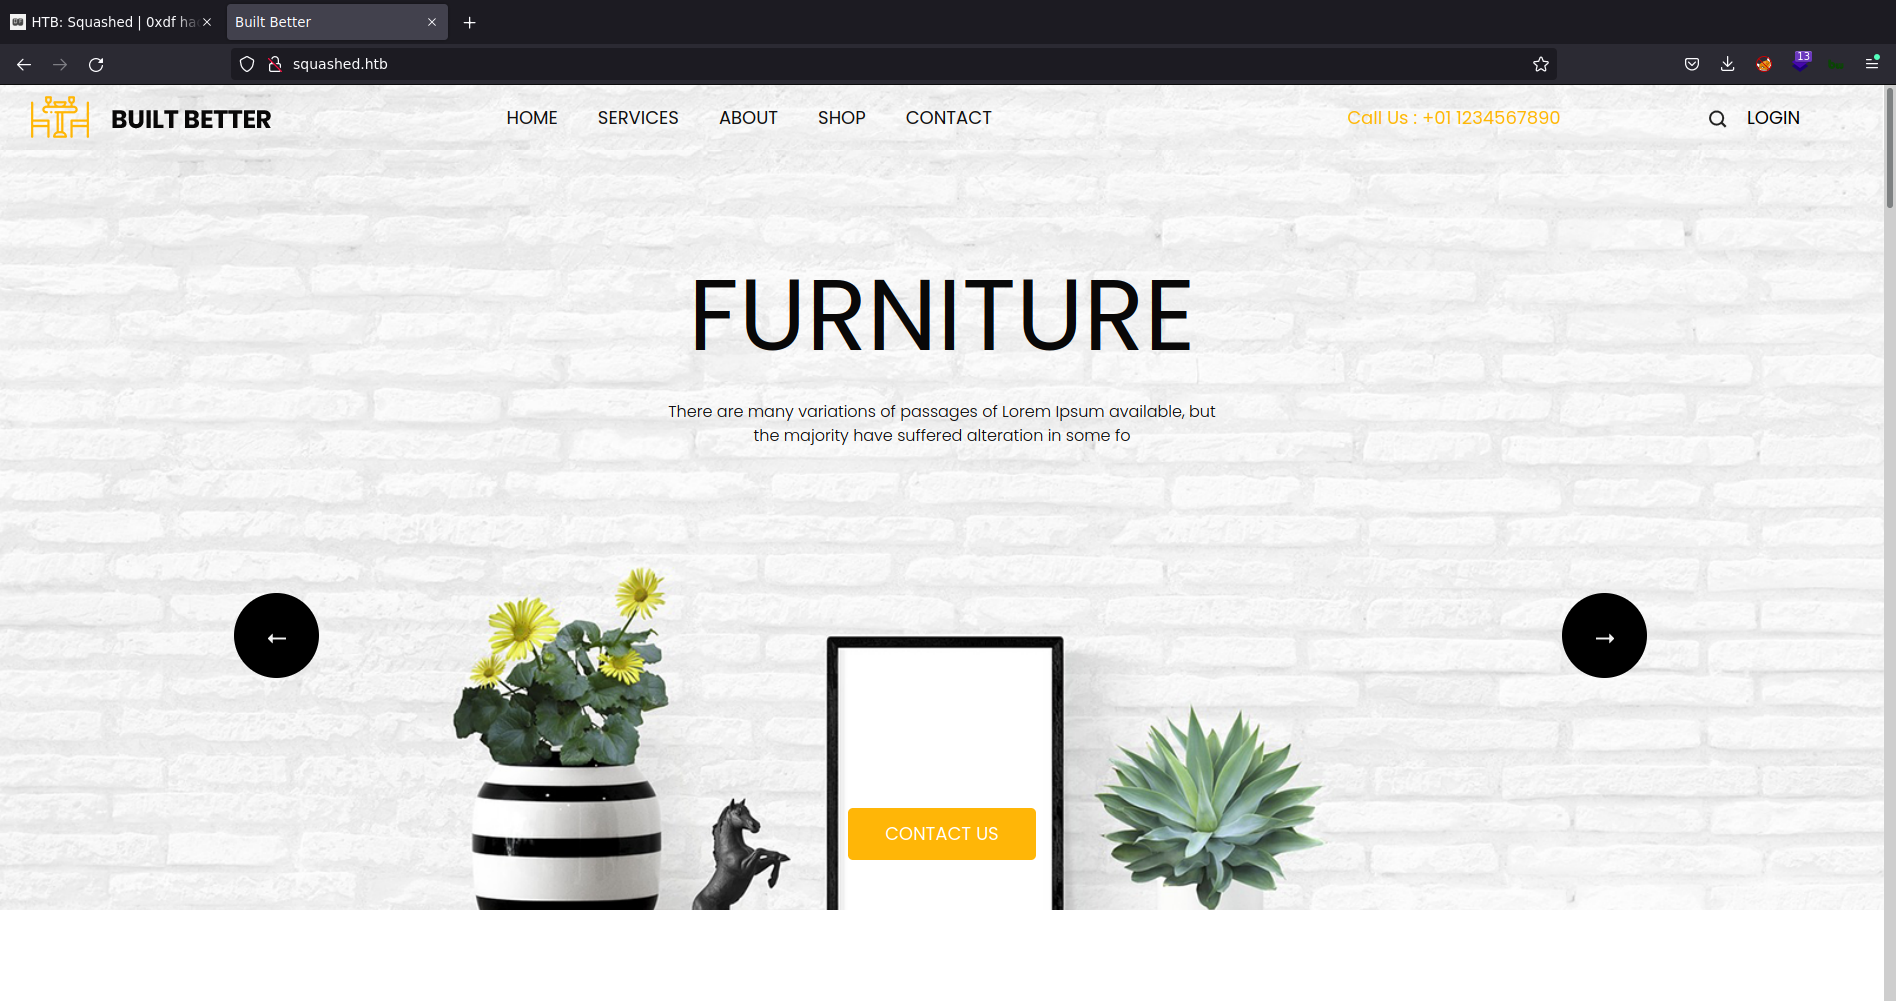 HTB: Squashed | 0xdf ha
Built Better
squashed.htb
13
BUILT BETTER
HOME SERVICES ABOUT SHOP CONTACT
Call Us : +01 1234567890
LOGIN
FURNITURE
There are many variations of passages of Lorem Ipsum available, but
the majority have suffered alteration in some fo
CONTACT US